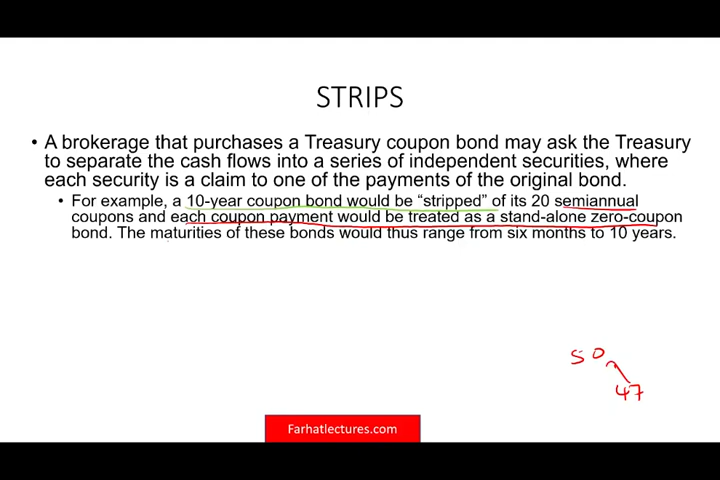 STRIPS
• A brokerage that purchases a Treasury coupon bond may ask the Treasury
to separate the cash flows into a series of independent securities, where
each security is a claim to one of the payments of the original bond.
• For example, a 10-year coupon bond would be “stripped” of its 20 semiannual
coupons and each coupon payment would be treated as a stand-alone zero-coupon
bond. The maturities of these bonds would thus range from six months to 10 years.
50
47
Farhatlectures.com